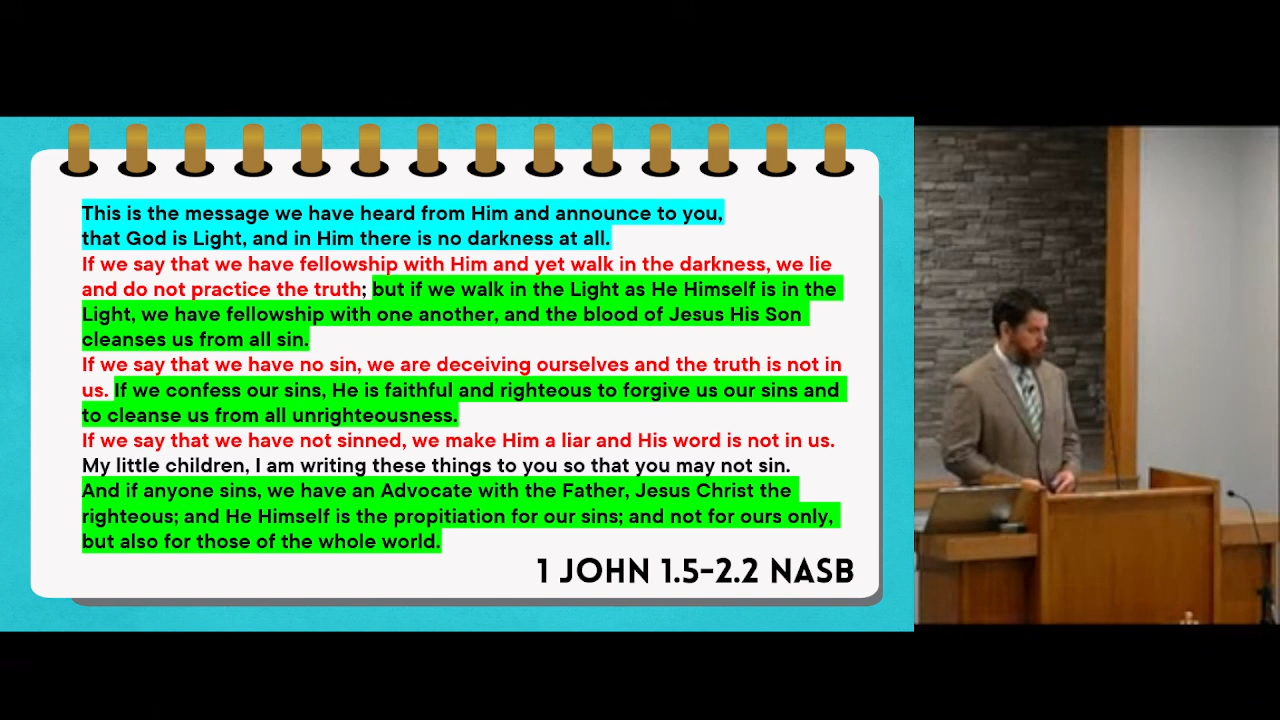 This is the message we have heard from Him and announce to you,
that God is Light, and in Him there is no darkness at all.
If we say that we have fellowship with Him and yet walk in the darkness, we lie
and do not practice the truth; but if we walk in the Light as He Himself is in the
Light, we have fellowship with one another, and the blood of Jesus His Son
cleanses us from all sin.
If we say that we have no sin, we are deceiving ourselves and the truth is not in
us. If we confess our sins, He is faithful and righteous to forgive us our sins and
to cleanse us from all unrighteousness.
If we say that we have not sinned, we make Him a liar and His word is not in us.
My little children, I am writing these things to you so that you may not sin.
And if anyone sins, we have an Advocate with the Father, Jesus Christ the
righteous; and He Himself is the propitiation for our sins; and not for ours only,
but also for those of the whole world.
1 JOHN 1.5-2.2 NASB